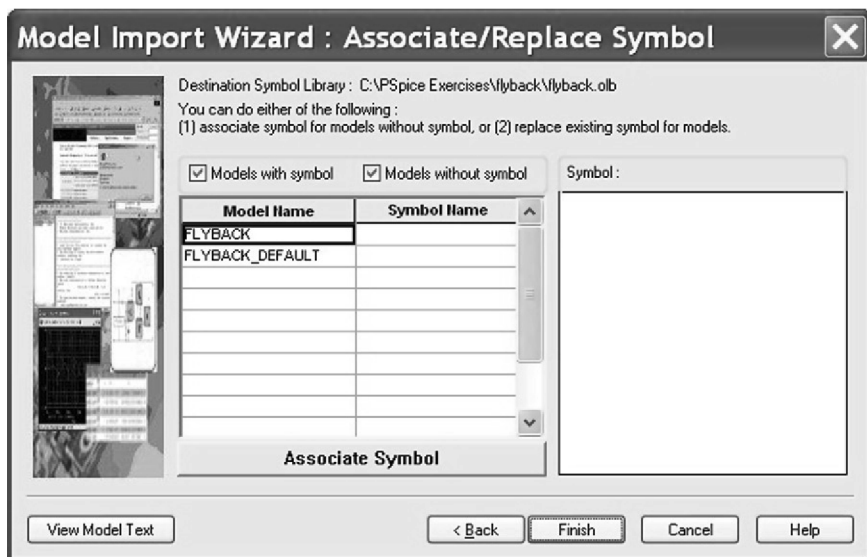 Model Import Wizard : Associate/Replace Symbol
Destination Symbol Library : C:\PSpice Exercises\flyback\flyback.olb
You can do either of the following :
(1) associate symbol for models without symbol, or (2) replace existing symbol for models.
Models with symbol
Models without symbol
Symbol :
Model Name
Symbol Name
FLYBACK
FLYBACK_DEFAULT
Associate Symbol
View Model Text
< Back
Finish
Cancel
Help